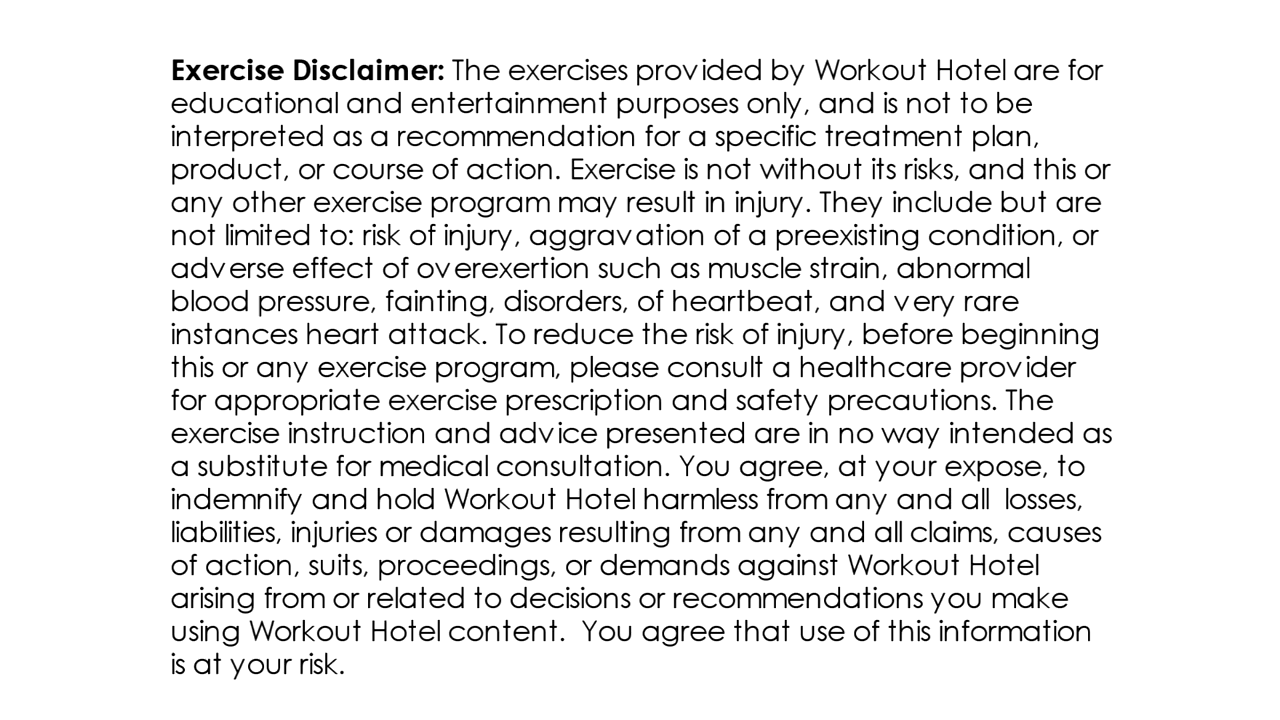 Exercise Disclaimer: The exercises provided by Workout Hotel are for
educational and entertainment purposes only, and is not to be
interpreted as a recommendation for a specific treatment plan,
product, or course of action. Exercise is not without its risks, and this or
any other exercise program may result in injury. They include but are
not limited to: risk of injury, aggravation of a preexisting condition, or
adverse effect of overexertion such as muscle strain, abnormal
blood pressure, fainting, disorders, of heartbeat, and very rare
instances heart attack. To reduce the risk of injury, before beginning
this or any exercise program, please consult a healthcare provider
for appropriate exercise prescription and safety precautions. The
exercise instruction and advice presented are in no way intended as
a substitute for medical consultation. You agree, at your expose, to
indemnify and hold Workout Hotel harmless from any and all  losses,
liabilities, injuries or damages resulting from any and all claims, causes
of action, suits, proceedings, or demands against Workout Hotel
arising from or related to decisions or recommendations you make
using Workout Hotel content.  You agree that use of this information
is at your risk.